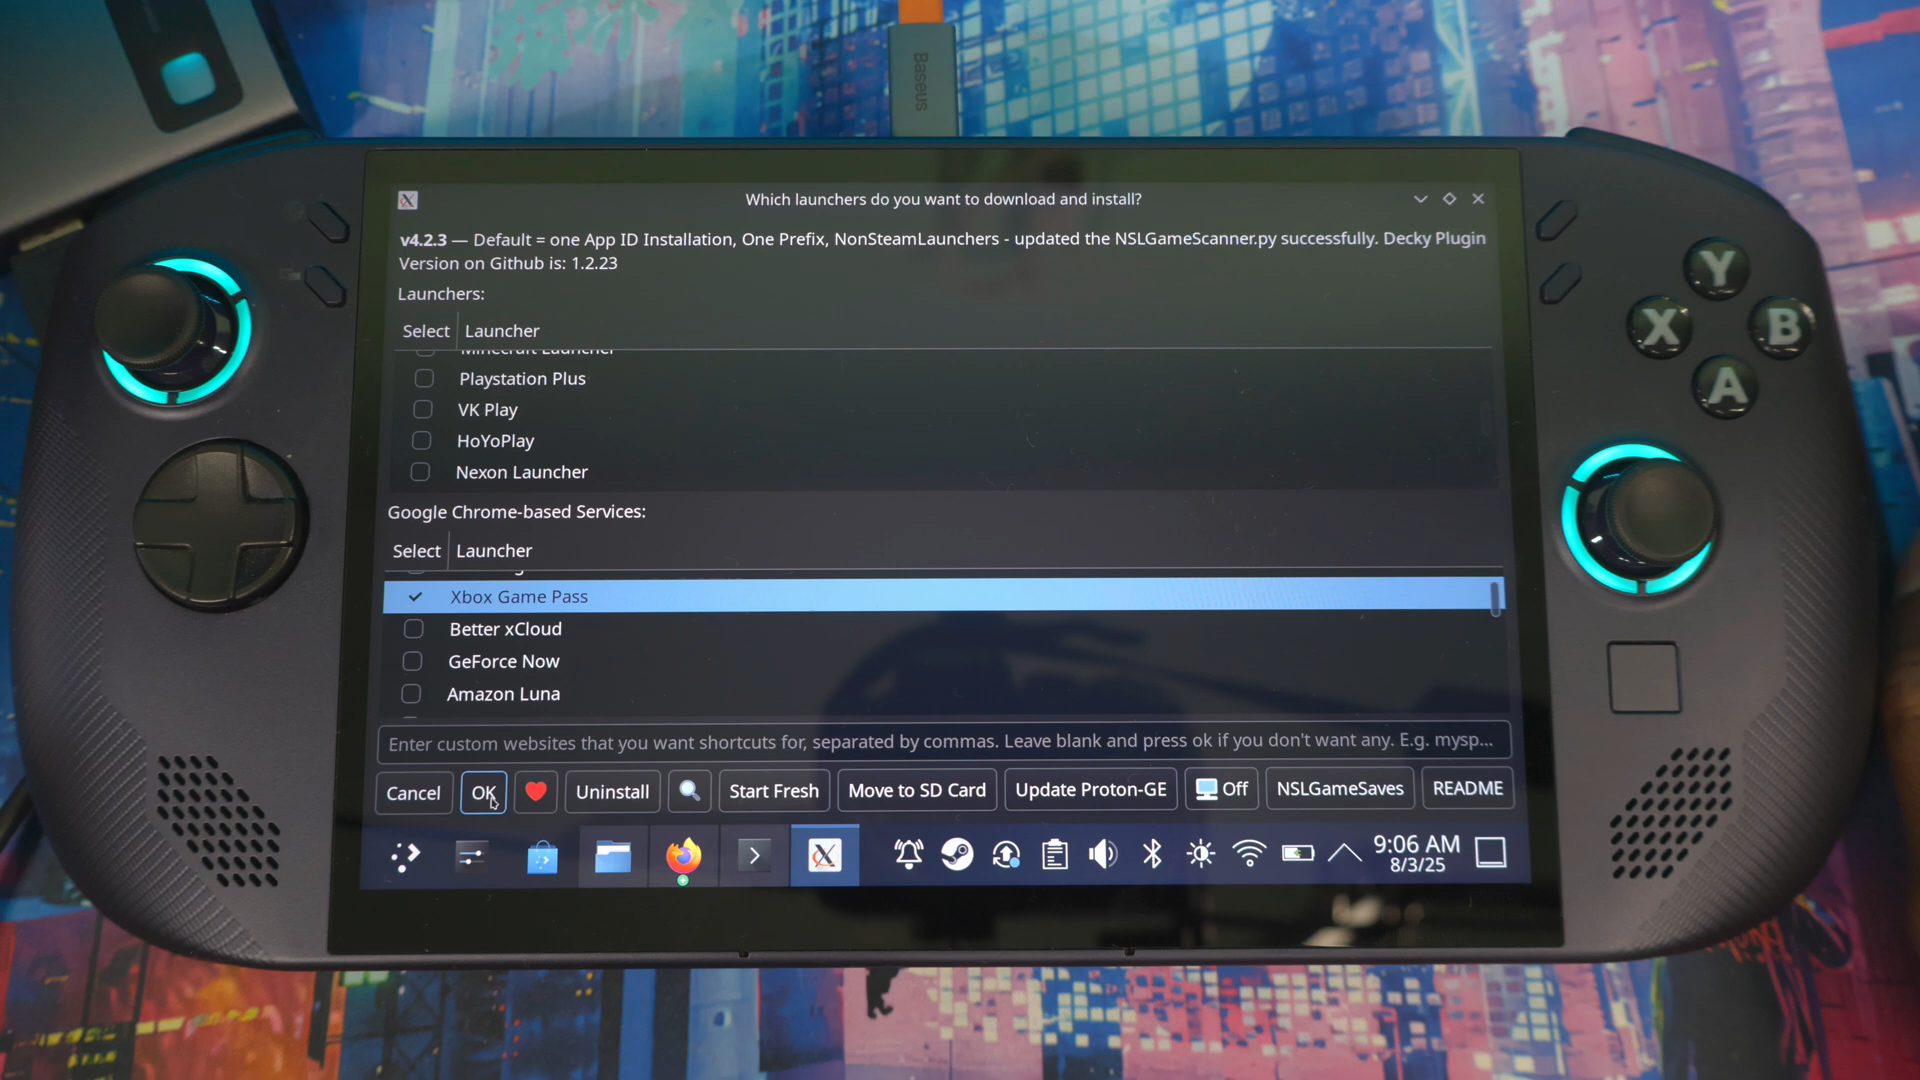 Baseus
Which launchers do you want to download and install?
v4.2.3 — Default = one App ID Installation, One Prefix, NonSteamLaunchers - updated the NSLGameScanner.py successfully. Decky Plugin
Version on Github is: 1.2.23
Launchers:
Select Launcher
Minecraft Launcher
Playstation Plus
VK Play
HoYoPlay
Nexon Launcher
Google Chrome-based Services:
Select Launcher
Xbox Game Pass
Better xCloud
GeForce Now
Amazon Luna
Enter custom websites that you want shortcuts for, separated by commas. Leave blank and press ok if you don't want any. E.g. mysp...
Cancel OK Uninstall Start Fresh Move to SD Card Update Proton-GE Off NSLGameSaves README
9:06 AM
8/3/25
Y
X
B
A